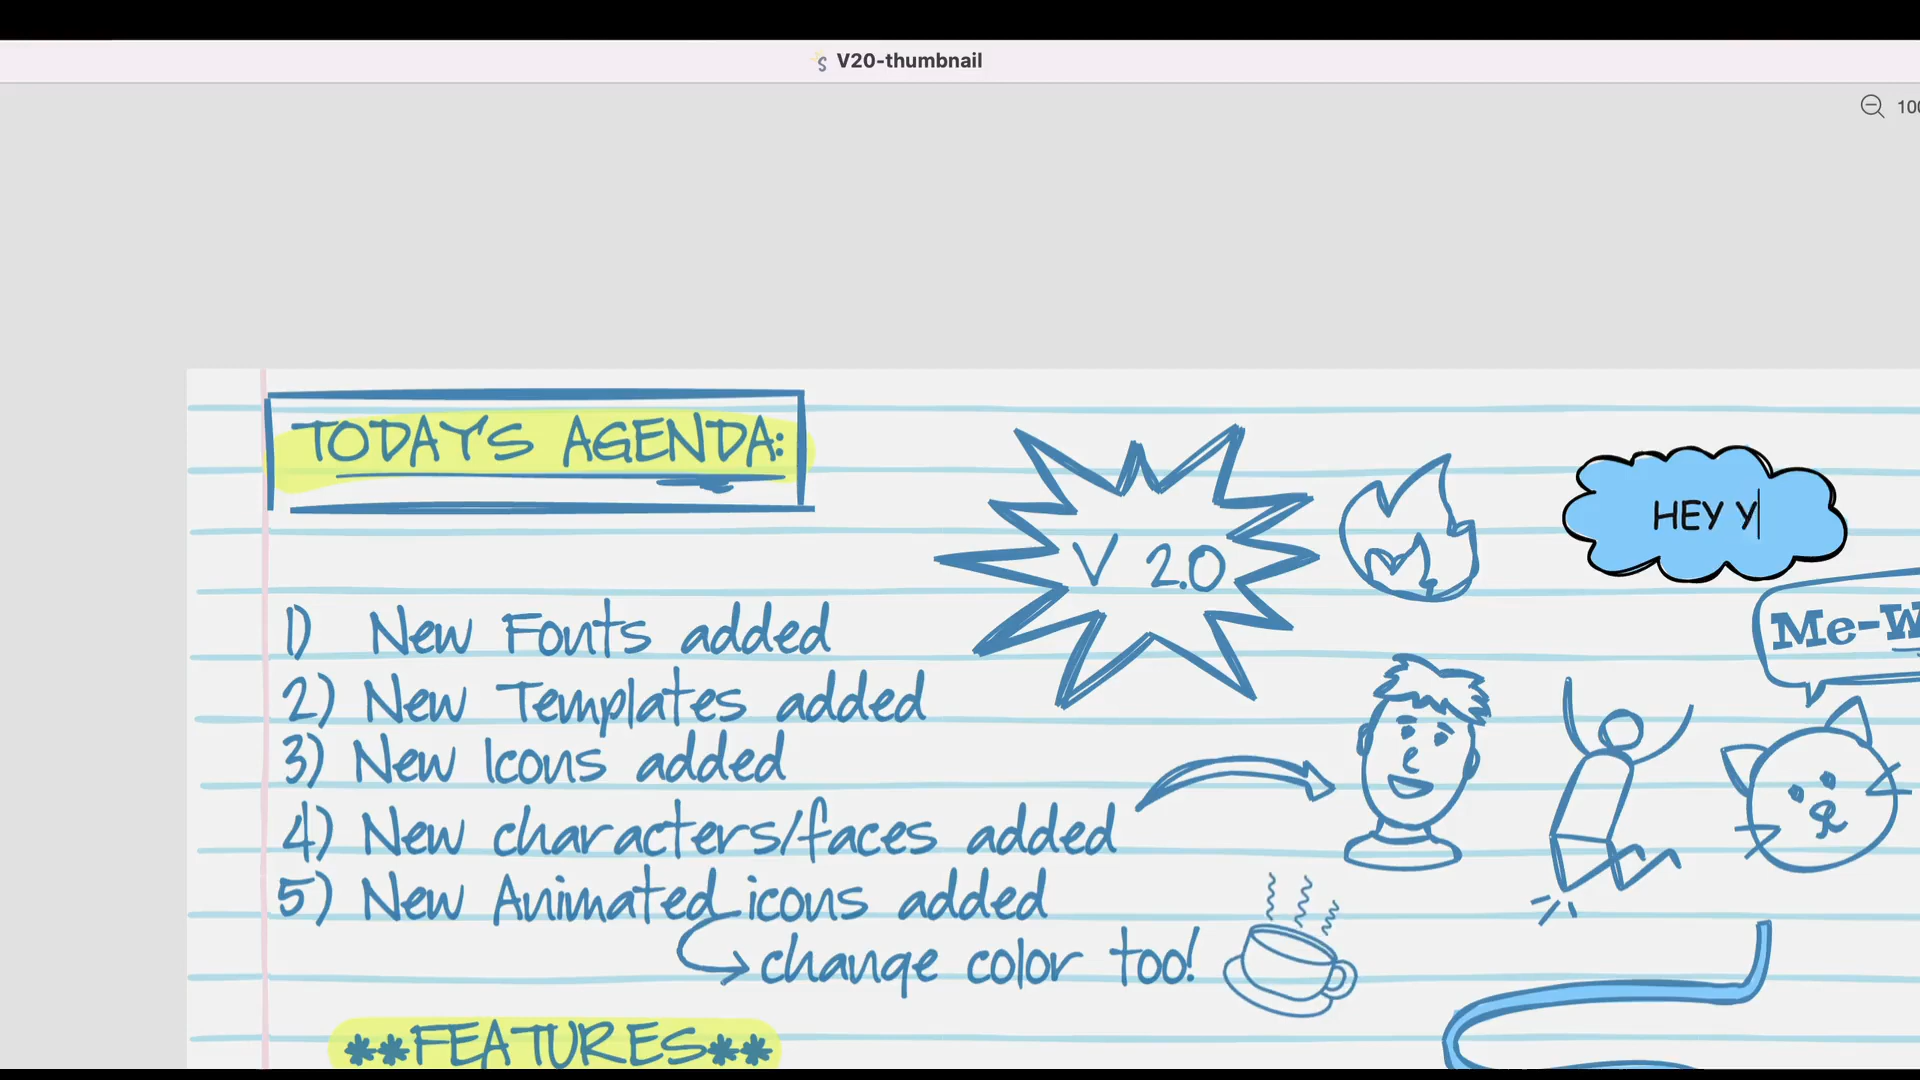 V20-thumbnail
TODAY'S AGENDA:
V 2.0
HEY Y
1) New Fonts added
2) New Templates added
3) New Icons added
4) New characters/faces added
5) New Animated icons added
change color too!
**FEATURES**